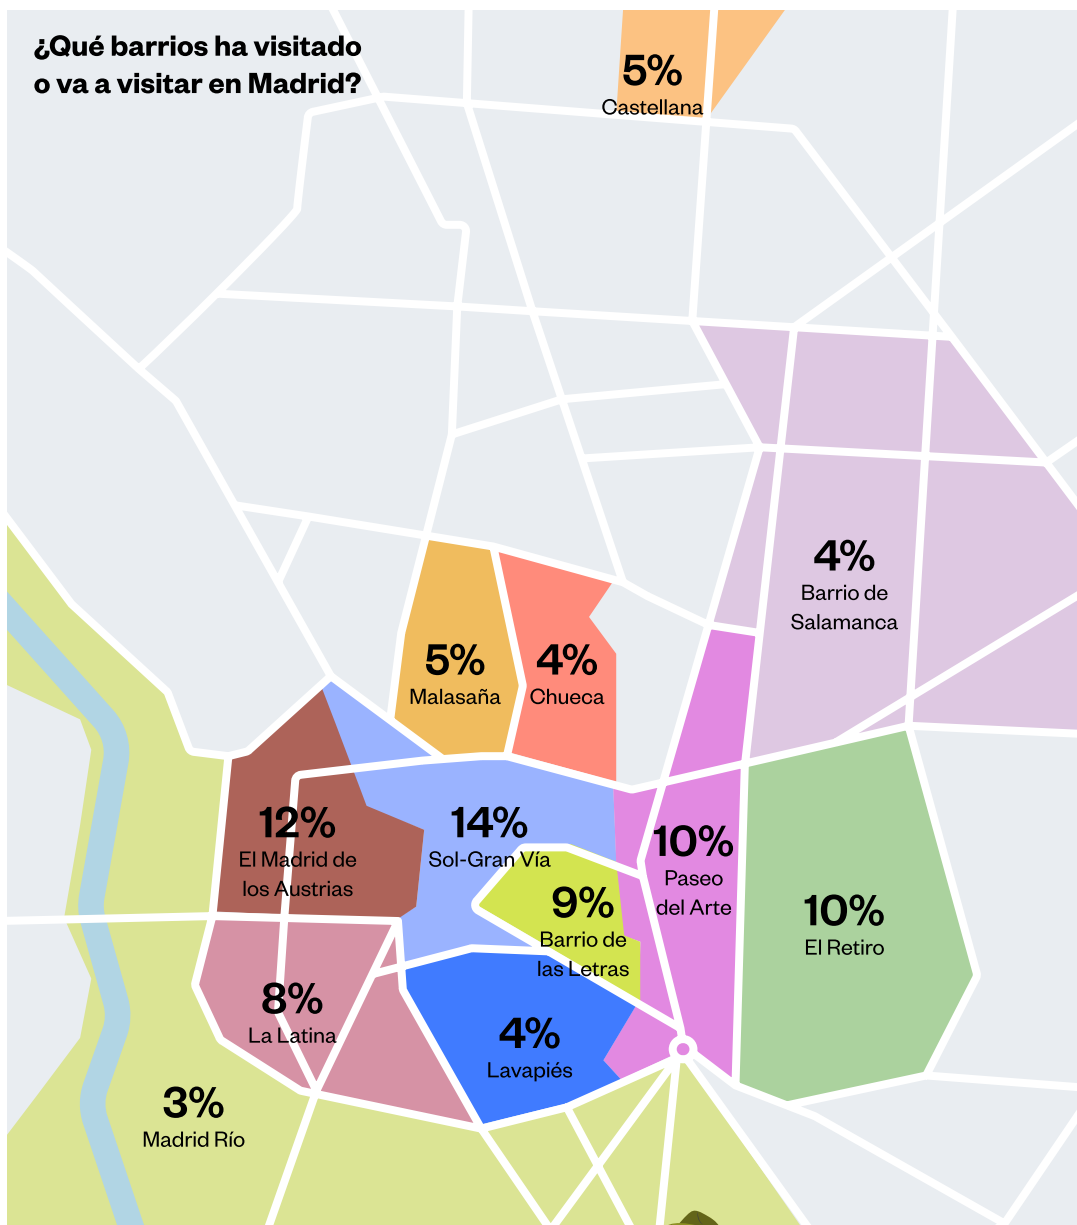 ¿Qué barrios ha visitado
o va a visitar en Madrid?
5%
Castellana
4%
Barrio de
Salamanca
5%
Malasaña
4%
Chueca
12%
El Madrid de
los Austrias
14%
Sol-Gran Vía
10%
Paseo
del Arte
9%
Barrio de
las Letras
10%
El Retiro
8%
La Latina
4%
Lavapiés
3%
Madrid Río